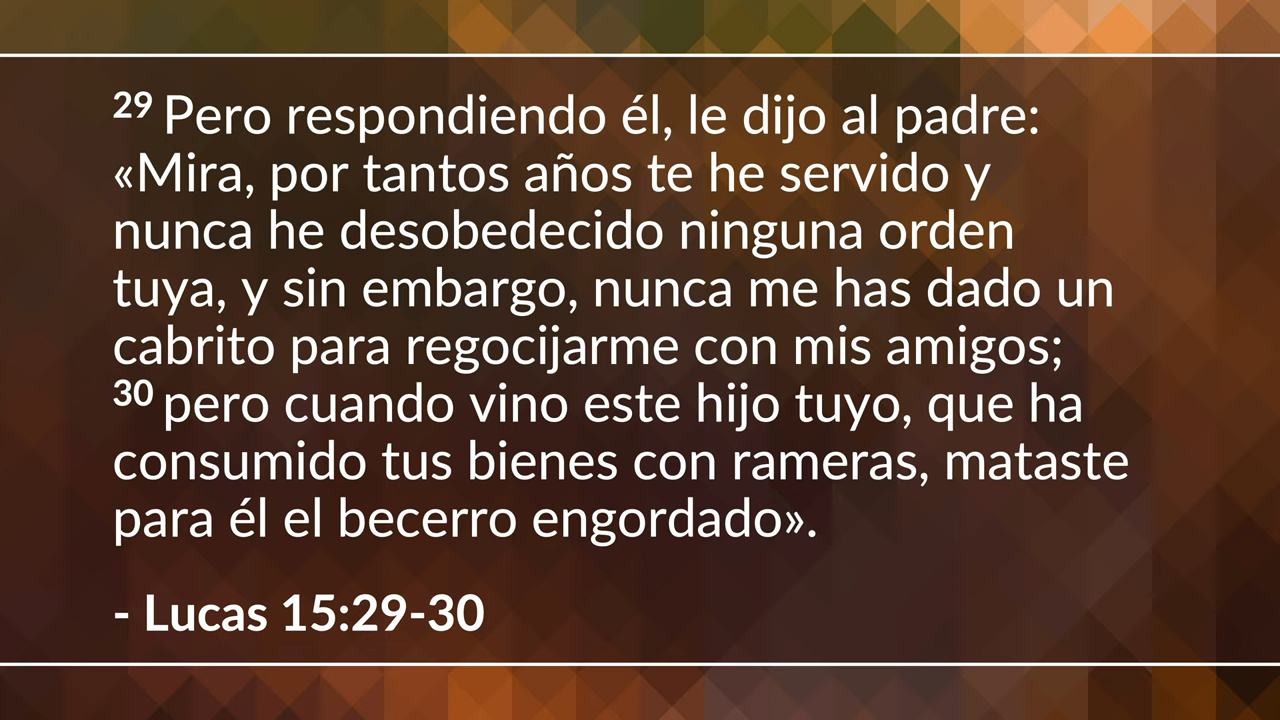 29 Pero respondiendo él, le dijo al padre:
«Mira, por tantos años te he servido y
nunca he desobedecido ninguna orden
tuya, y sin embargo, nunca me has dado un
cabrito para regocijarme con mis amigos;
30 pero cuando vino este hijo tuyo, que ha
consumido tus bienes con rameras, mataste
para él el becerro engordado».
- Lucas 15:29-30